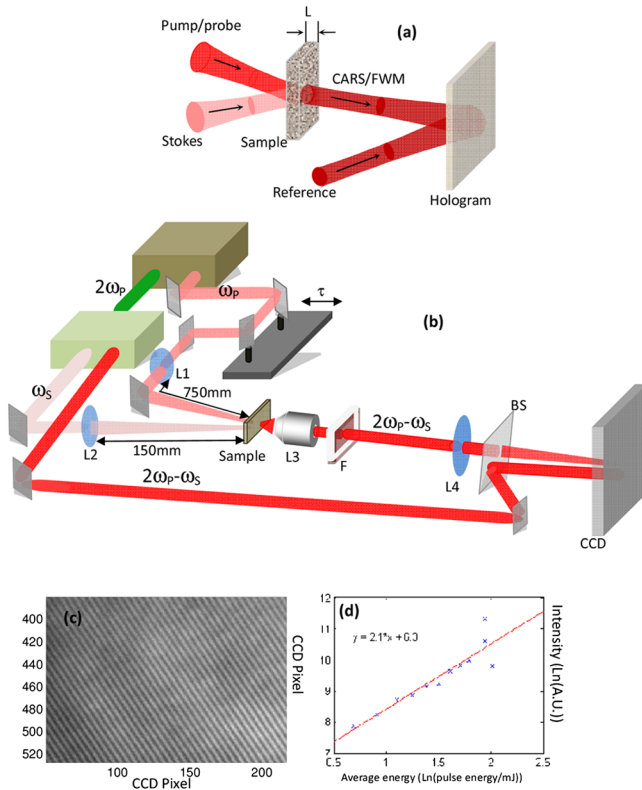 L
(a)
Pump/probe
CARS/FWM
Stokes
Sample
Reference
Hologram
2ωP
ωP
τ
(b)
ωS
L1
750mm
L2
150mm
Sample
L3
F
2ωP-ωS
L4
BS
2ωP-ωS
CCD
(c)
380
400
420
440
460
480
500
520
100
150
200
CCD Pixel
CCD Pixel
(d)
y = 2.1*x + 6.0
12
11
10
9
8
7
0.5
1
1.5
2
2.5
Average energy (Ln(pulse energy/mJ))
Intensity (Ln(A.U.))